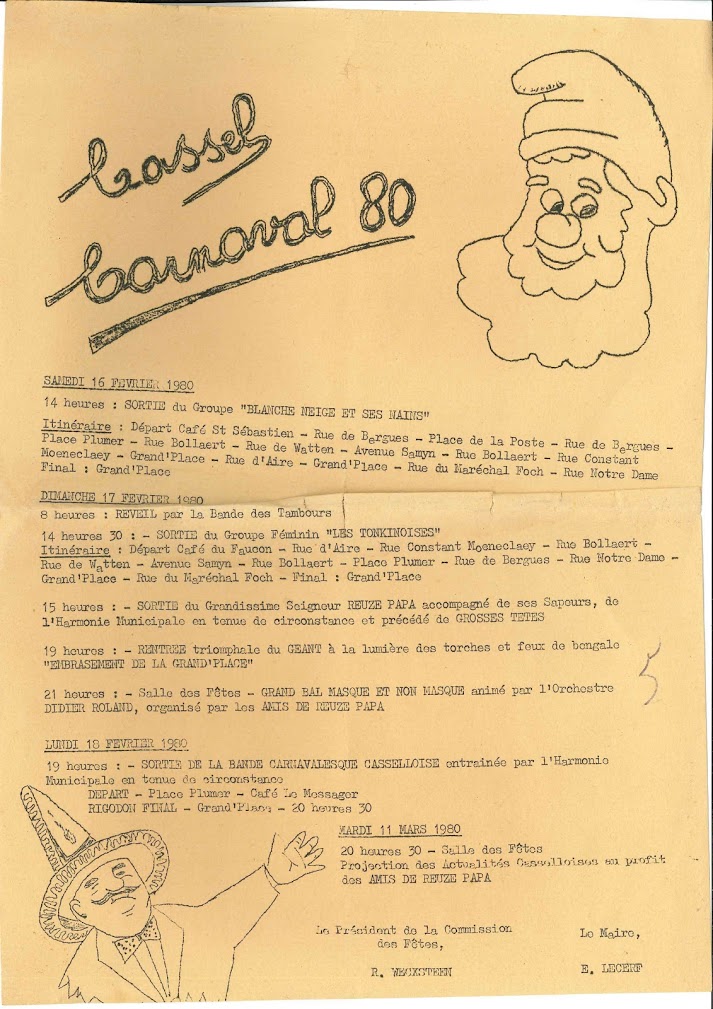 Cassel
Carnaval 80
SAMEDI 16 FEVRIER 1980
14 heures : SORTIE du Groupe "BLANCHE NEIGE ET SES NAINS"
Itinéraire : Départ Café St Sébastien - Rue de Bergues - Place de la Poste - Rue de Bergues -
Place Plumer - Rue Bollaert - Rue de Watten - Avenue Samyn - Rue Bollaert - Rue Constant
Moeneclaey - Grand'Place - Rue d'Aire - Grand'Place - Rue du Maréchal Foch - Rue Notre Dame
Final : Grand'Place
DIMANCHE 17 FEVRIER 1980
8 heures : REVEIL par la Bande des Tambours
14 heures 30 : - SORTIE du Groupe Féminin "LES TONKINOISES"
Itinéraire : Départ Café du Faucon - Rue d'Aire - Rue Constant Moeneclaey - Rue Bollaert -
Rue de Watten - Avenue Samyn - Rue Bollaert - Place Plumer - Rue de Bergues - Rue Notre Dame -
Grand'Place - Rue du Maréchal Foch - Final : Grand'Place
15 heures : - SORTIE du Grandissime Seigneur REUZE PAPA accompagné de ses Sapeurs, de
l'Harmonie Municipale en tenue de circonstance et précédé de GROSSES TETES
19 heures : - RENTREE triomphale du GEANT à la lumière des torches et feux de bengale
"EMBRASEMENT DE LA GRAND'PLACE"
5
21 heures : - Salle des Fêtes - GRAND BAL MASQUE ET NON MASQUE animé par l'Orchestre
DIDIER ROLAND, organisé par les AMIS DE REUZE PAPA
LUNDI 18 FEVRIER 1980
19 heures : - SORTIE DE LA BANDE CARNAVALESQUE CASSELLOISE entrainée par l'Harmonie
Municipale en tenue de circonstance
DEPART - Place Plumer - Café Le Messager
RIGODON FINAL - Grand'Place - 20 heures 30
MARDI 11 MARS 1980
20 heures 30 - Salle des Fêtes
Projection des Actualités Casselloises au profit
des AMIS DE REUZE PAPA
Le Président de la Commission
des Fêtes,
R. WECKSTEEN
Le Maire,
E. LECERF